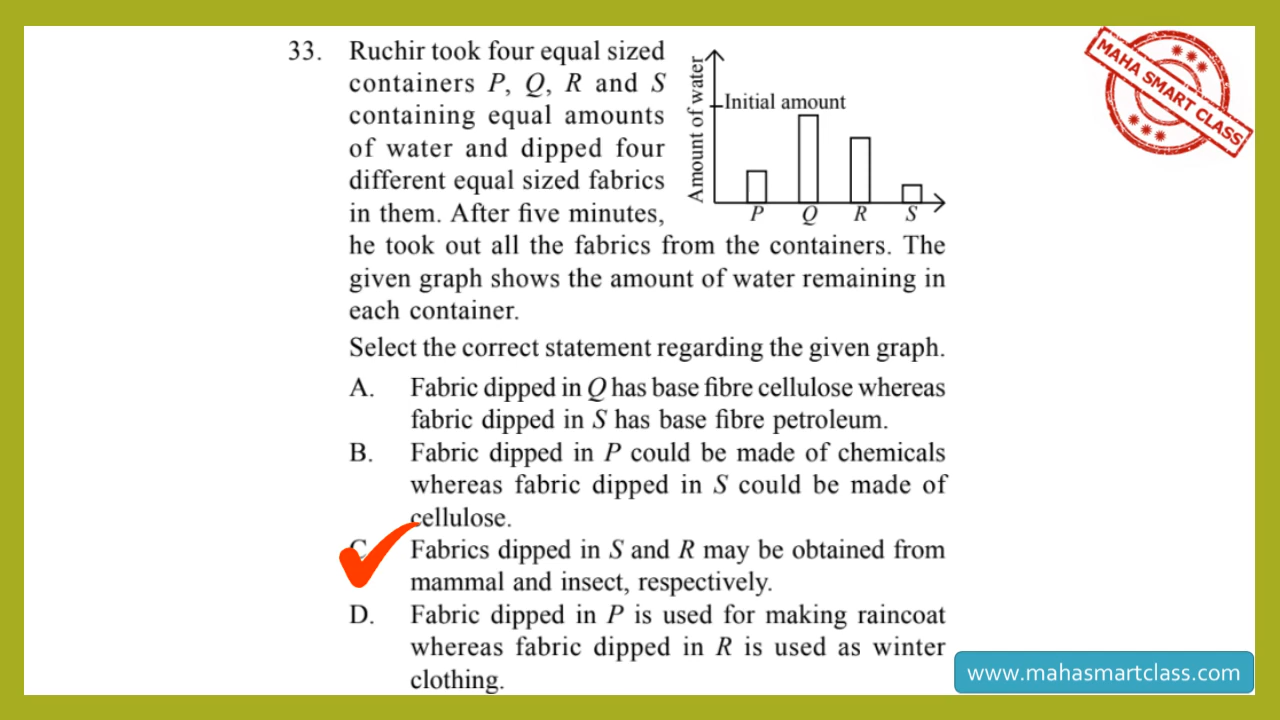 33. Ruchir took four equal sized
containers P, Q, R and S
containing equal amounts
of water and dipped four
different equal sized fabrics
in them. After five minutes,
he took out all the fabrics from the containers. The
given graph shows the amount of water remaining in
each container.
Amount of water
Initial amount
P Q R S
Select the correct statement regarding the given graph.
A. Fabric dipped in Q has base fibre cellulose whereas
fabric dipped in S has base fibre petroleum.
B. Fabric dipped in P could be made of chemicals
whereas fabric dipped in S could be made of
cellulose.
C. Fabrics dipped in S and R may be obtained from
mammal and insect, respectively.
D. Fabric dipped in P is used for making raincoat
whereas fabric dipped in R is used as winter
clothing.
MAHA SMART CLASS
www.mahasmartclass.com